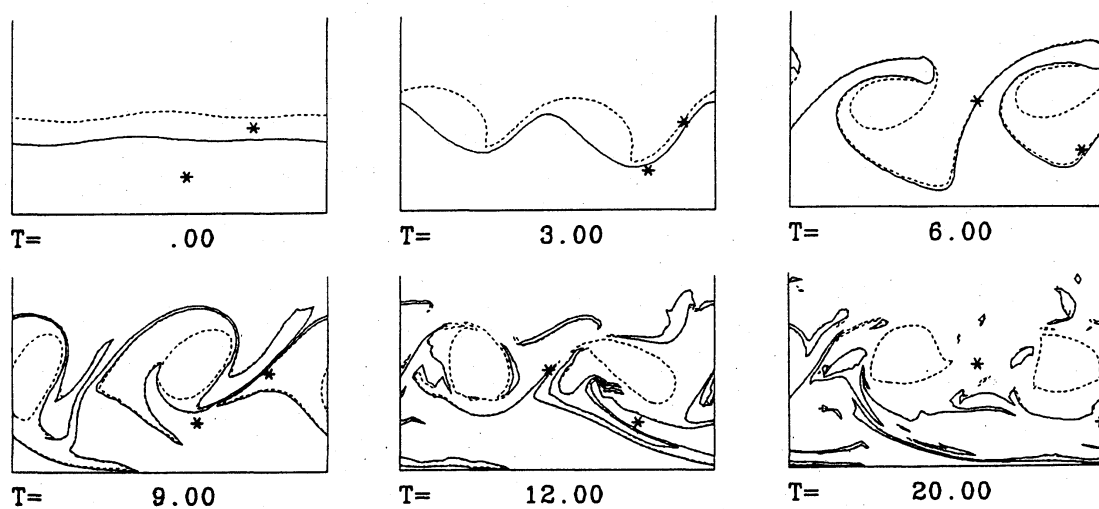 T= .00
T= 3.00
T= 6.00
T= 9.00
T= 12.00
T= 20.00